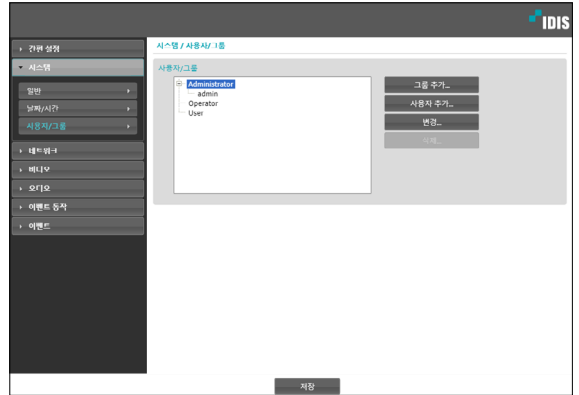 IDIS
간편 설정
시스템
일반
날짜/시간
사용자/그룹
네트워크
비디오
오디오
이벤트 동작
이벤트
시스템 / 사용자/그룹
사용자/그룹
Administrator
admin
Operator
User
그룹 추가...
사용자 추가...
변경...
삭제...
저장